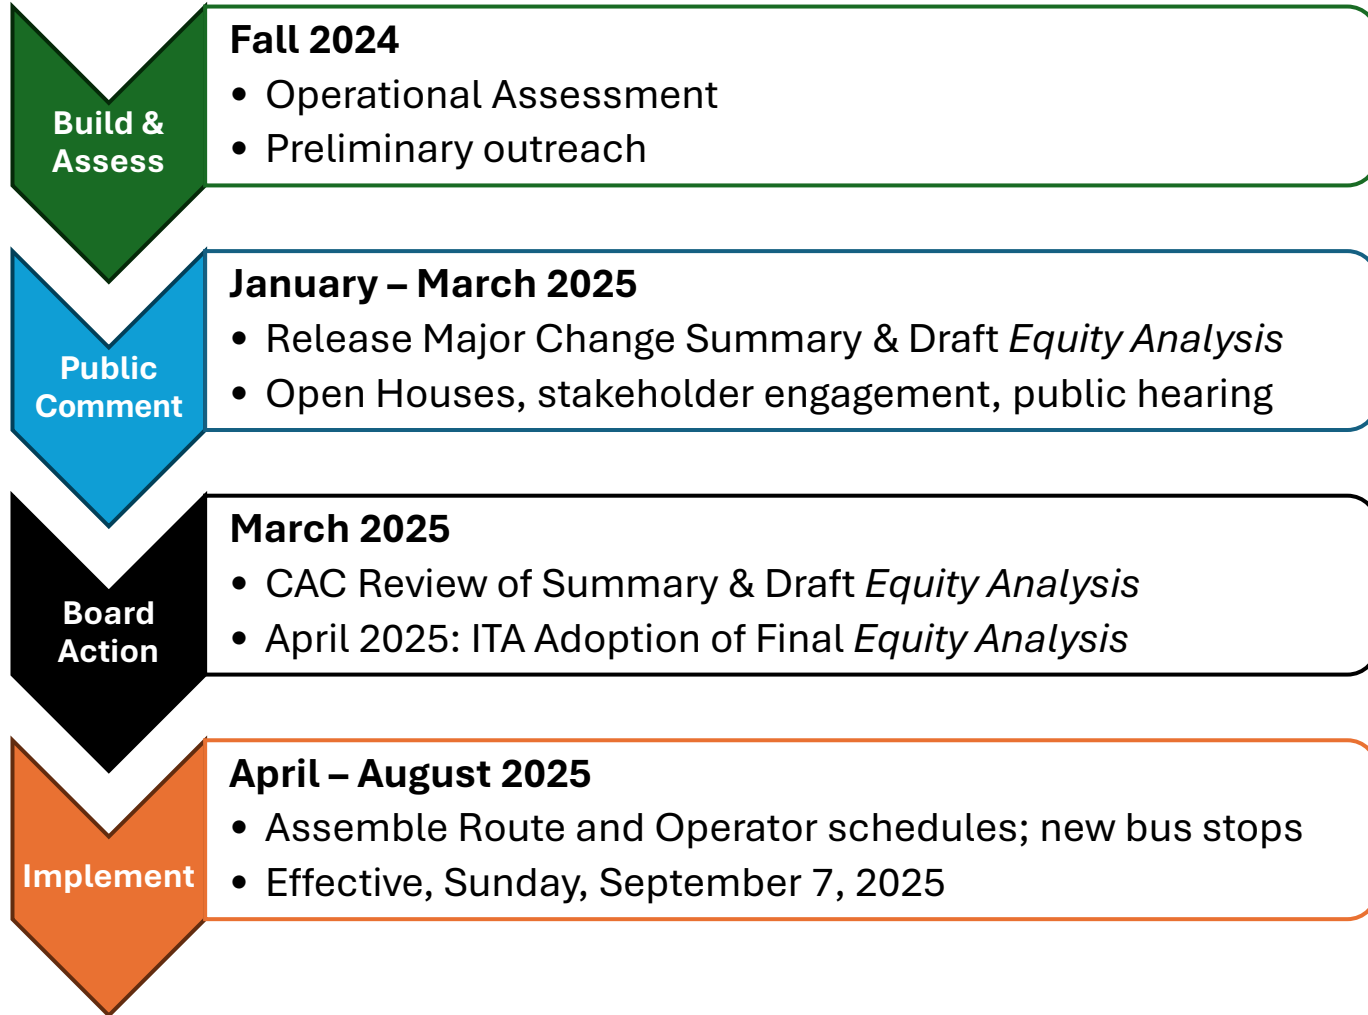 Build &
Assess
Fall 2024
• Operational Assessment
• Preliminary outreach
Public
Comment
January – March 2025
• Release Major Change Summary & Draft Equity Analysis
• Open Houses, stakeholder engagement, public hearing
Board
Action
March 2025
• CAC Review of Summary & Draft Equity Analysis
• April 2025: ITA Adoption of Final Equity Analysis
Implement
April – August 2025
• Assemble Route and Operator schedules; new bus stops
• Effective, Sunday, September 7, 2025